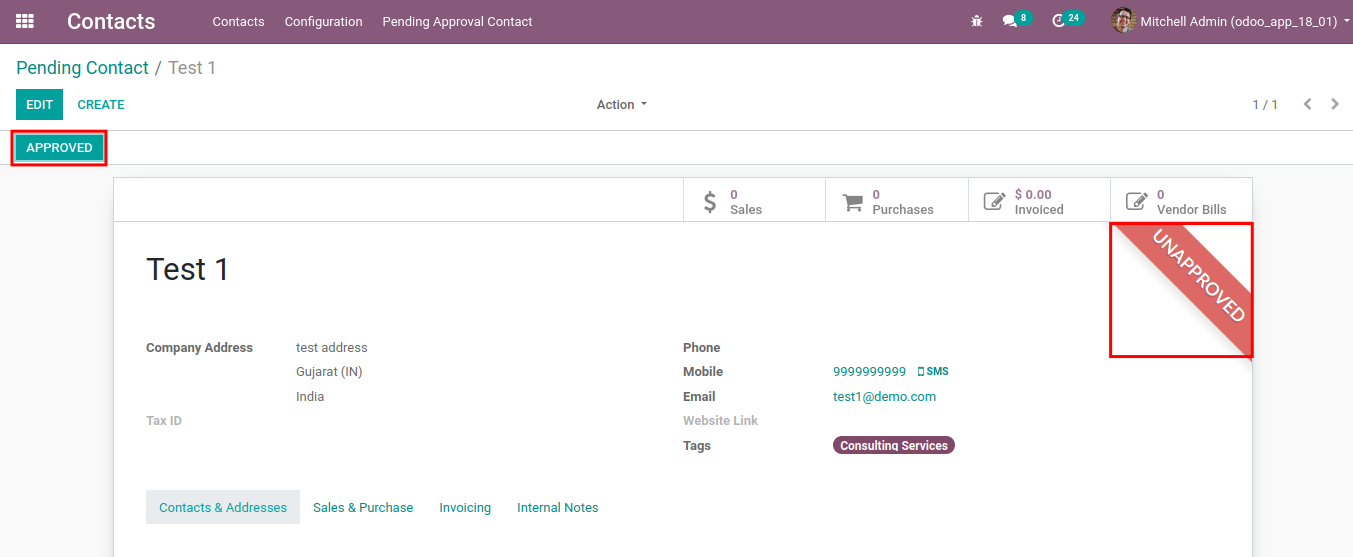 Contacts Contacts Configuration Pending Approval Contact 8 24 Mitchell Admin (odoo_app_18_01)
Pending Contact / Test 1
EDIT CREATE Action 1 / 1
APPROVED
0 0 $ 0.00 0
Sales Purchases Invoiced Vendor Bills
UNAPPROVED
Test 1
Company Address test address Phone
Gujarat (IN) Mobile 9999999999 SMS
India Email test1@demo.com
Tax ID Website Link
Tags Consulting Services
Contacts & Addresses Sales & Purchase Invoicing Internal Notes